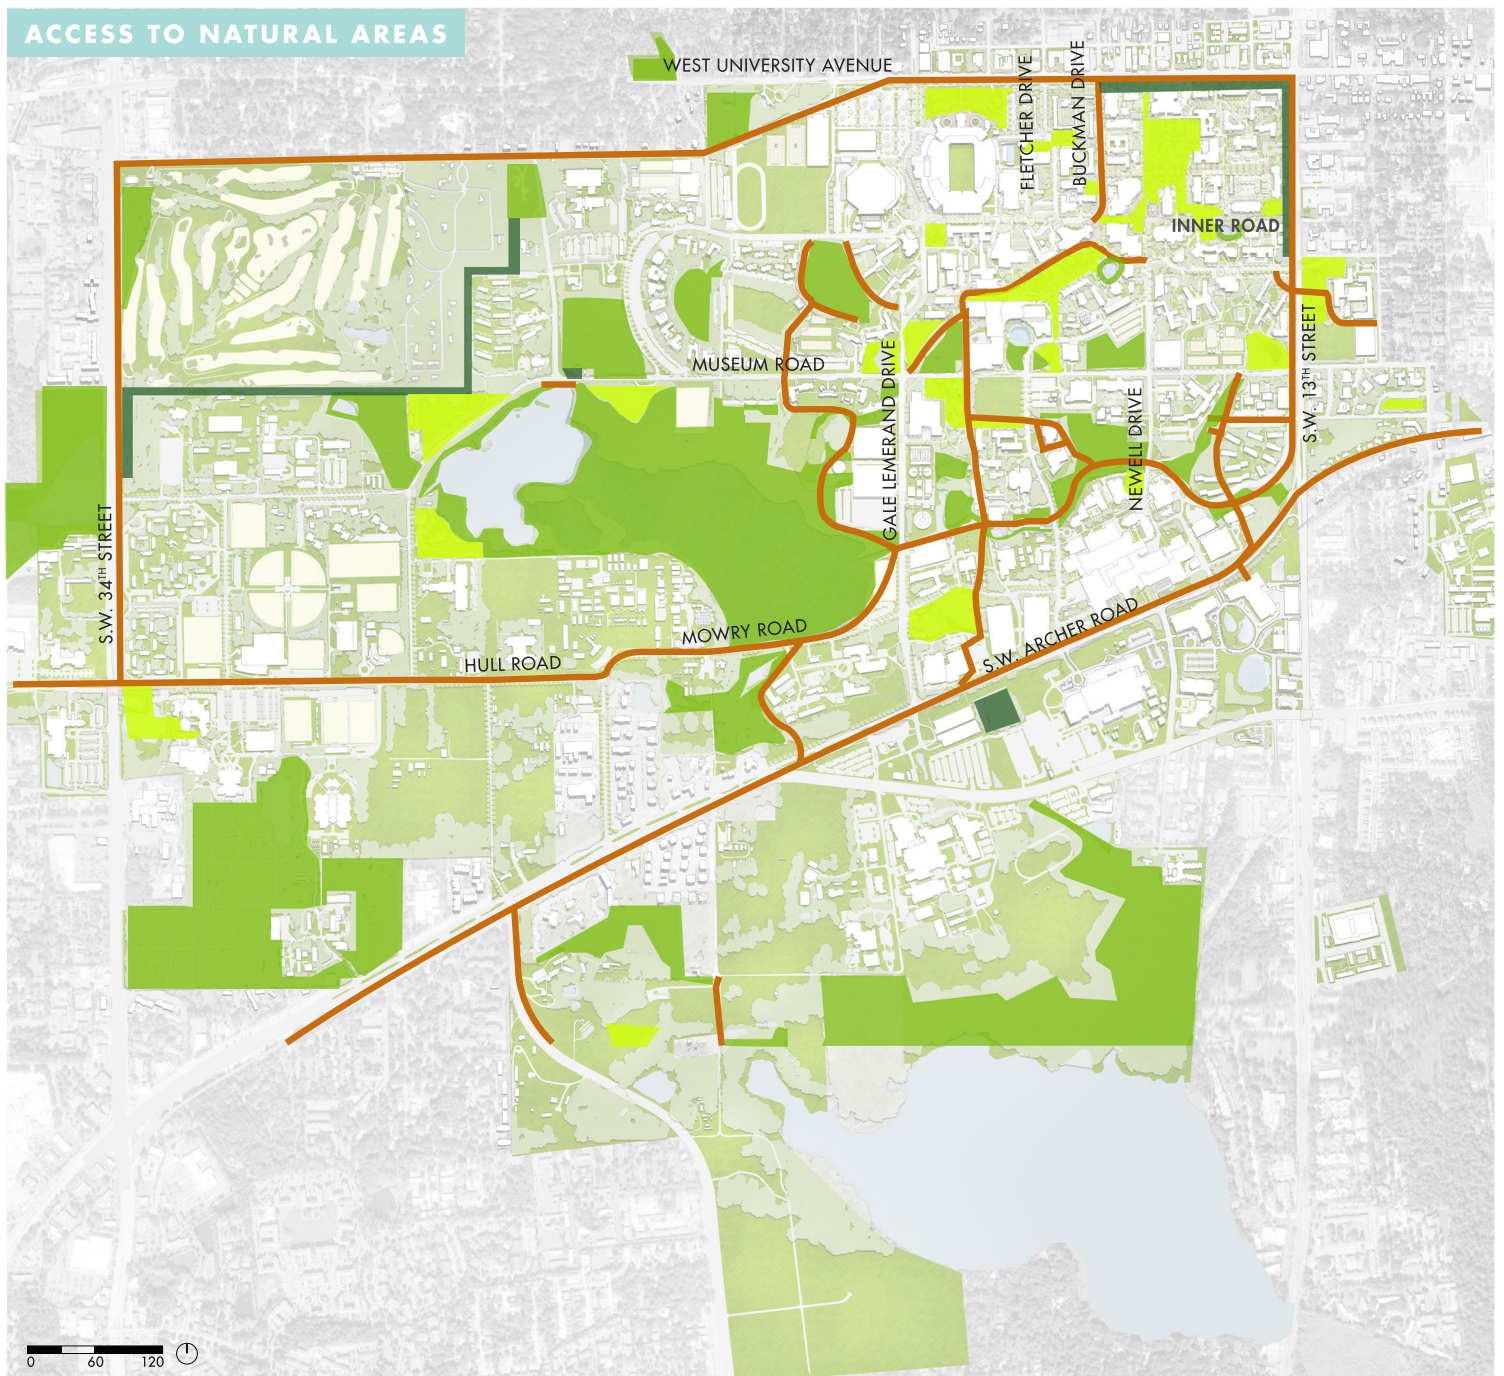 ACCESS TO NATURAL AREAS
WEST UNIVERSITY AVENUE
FLETCHER DRIVE
BUCKMAN DRIVE
INNER ROAD
MUSEUM ROAD
GALE LEMERAND DRIVE
NEWELL DRIVE
S.W. 13TH STREET
S.W. 34TH STREET
HULL ROAD
MOWRY ROAD
S.W. ARCHER ROAD
0 60 120